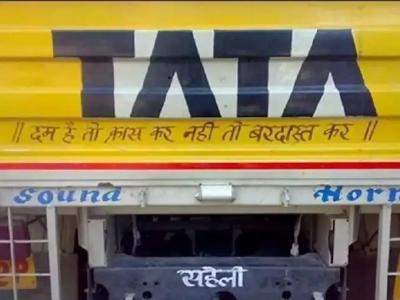 TATA
॥ दम है तो क्रास कर नही तो बरदास्त कर ॥
Sound Horn
सहेली